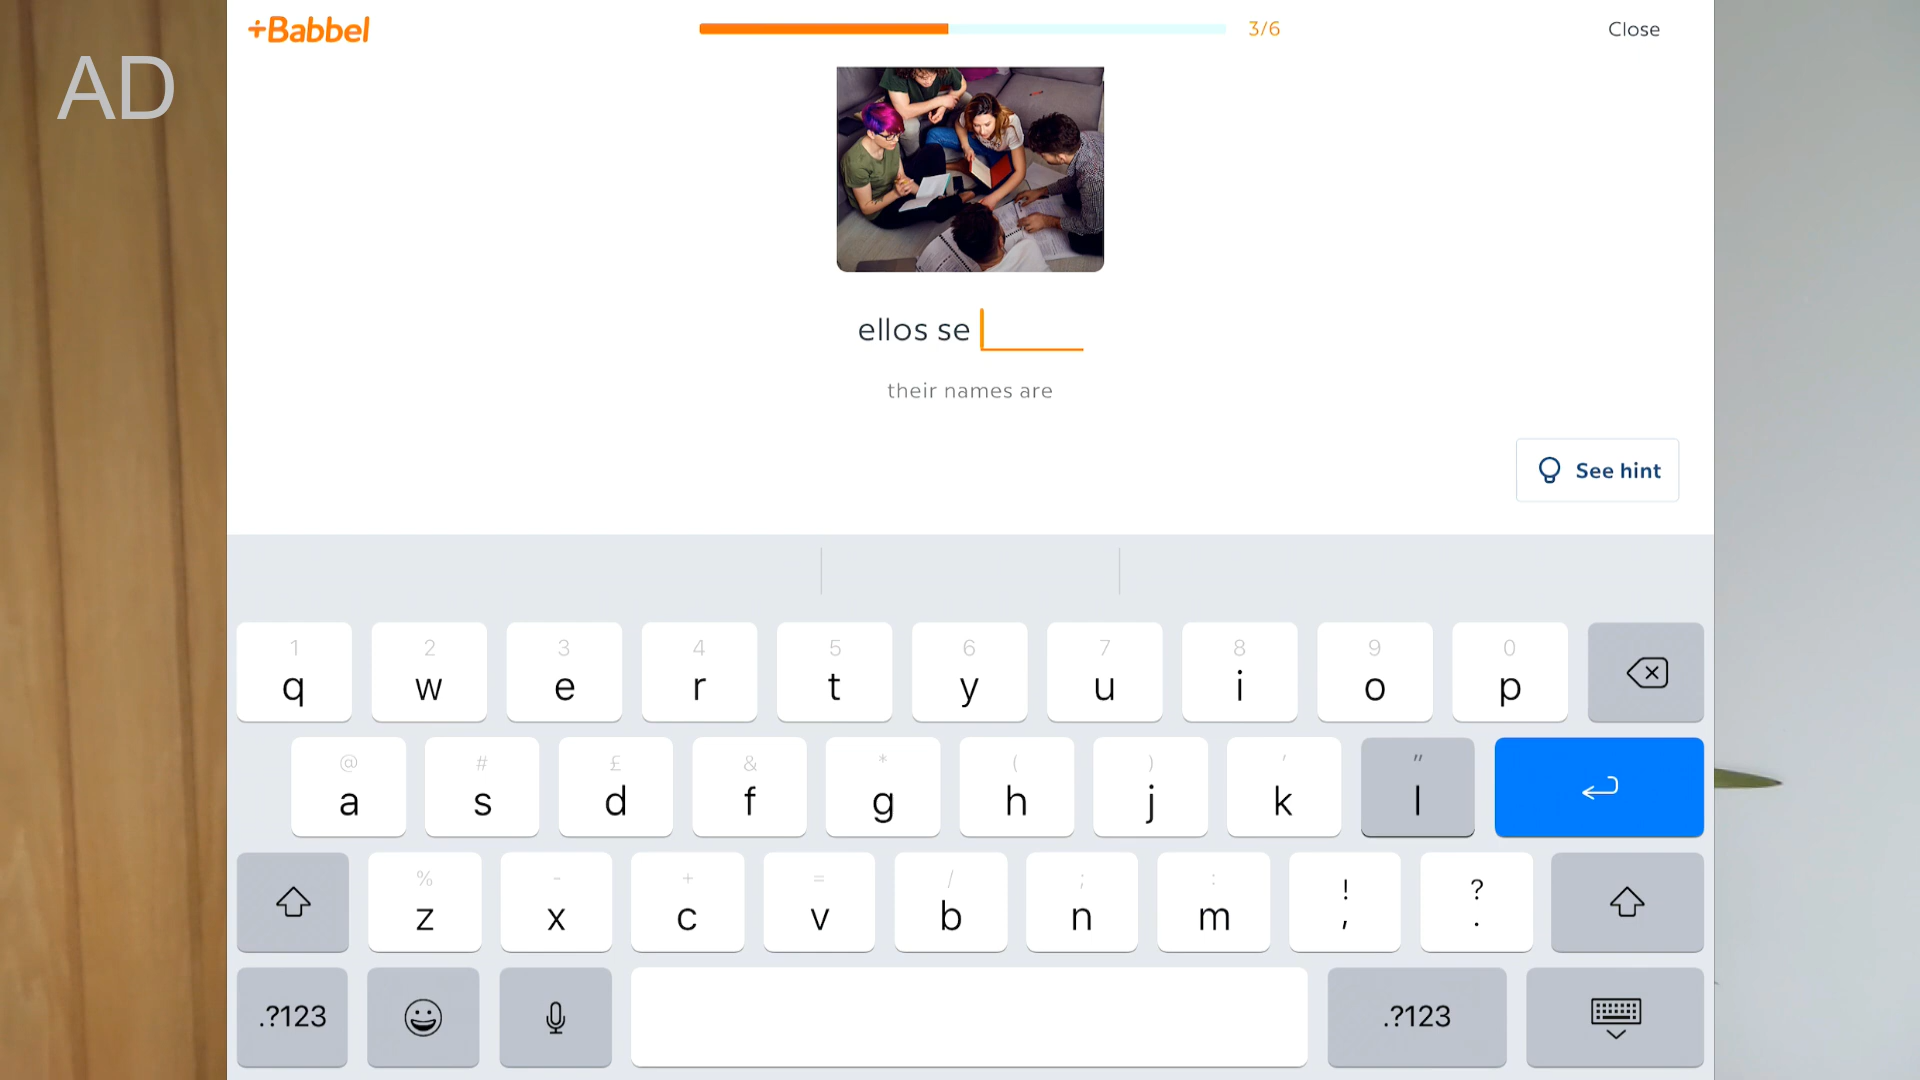 +Babbel
3/6
Close
AD
ellos se
their names are
See hint
1 2 3 4 5 6 7 8 9 0
q w e r t y u i o p
@ # £ & * ( ) ' "
a s d f g h j k l
% - + = / ; : ! ?
z x c v b n m , .
.?123 .?123